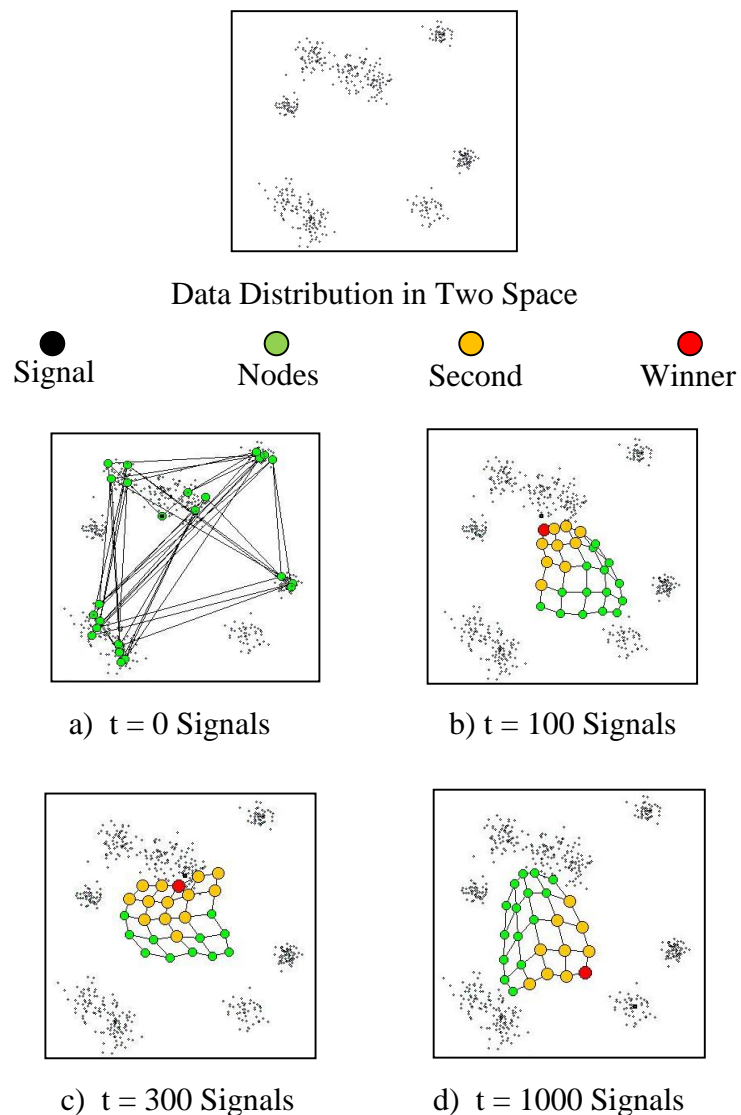 Data Distribution in Two Space
Signal Nodes Second Winner
a) t = 0 Signals b) t = 100 Signals
c) t = 300 Signals d) t = 1000 Signals